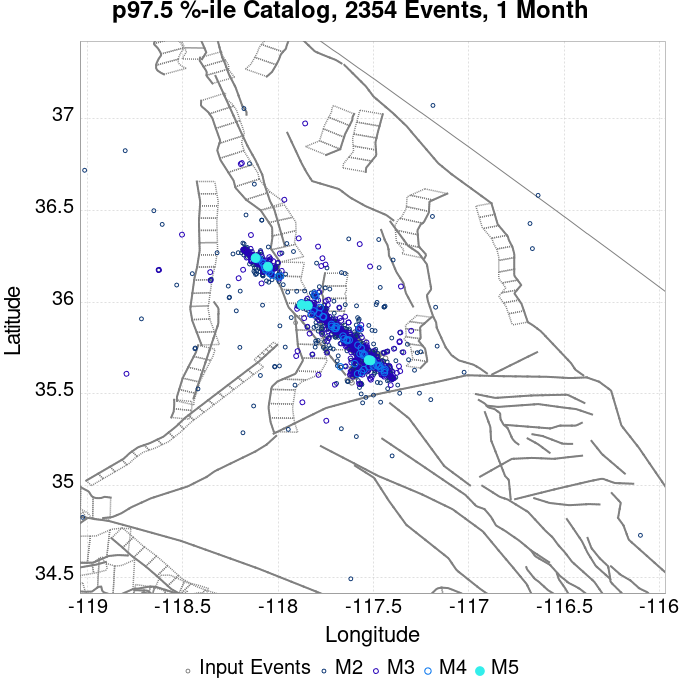 p97.5 %-ile Catalog, 2354 Events, 1 Month
37
36.5
36
35.5
35
34.5
Latitude
-119 -118.5 -118 -117.5 -117 -116.5 -116
Longitude
Input Events M2 M3 M4 M5